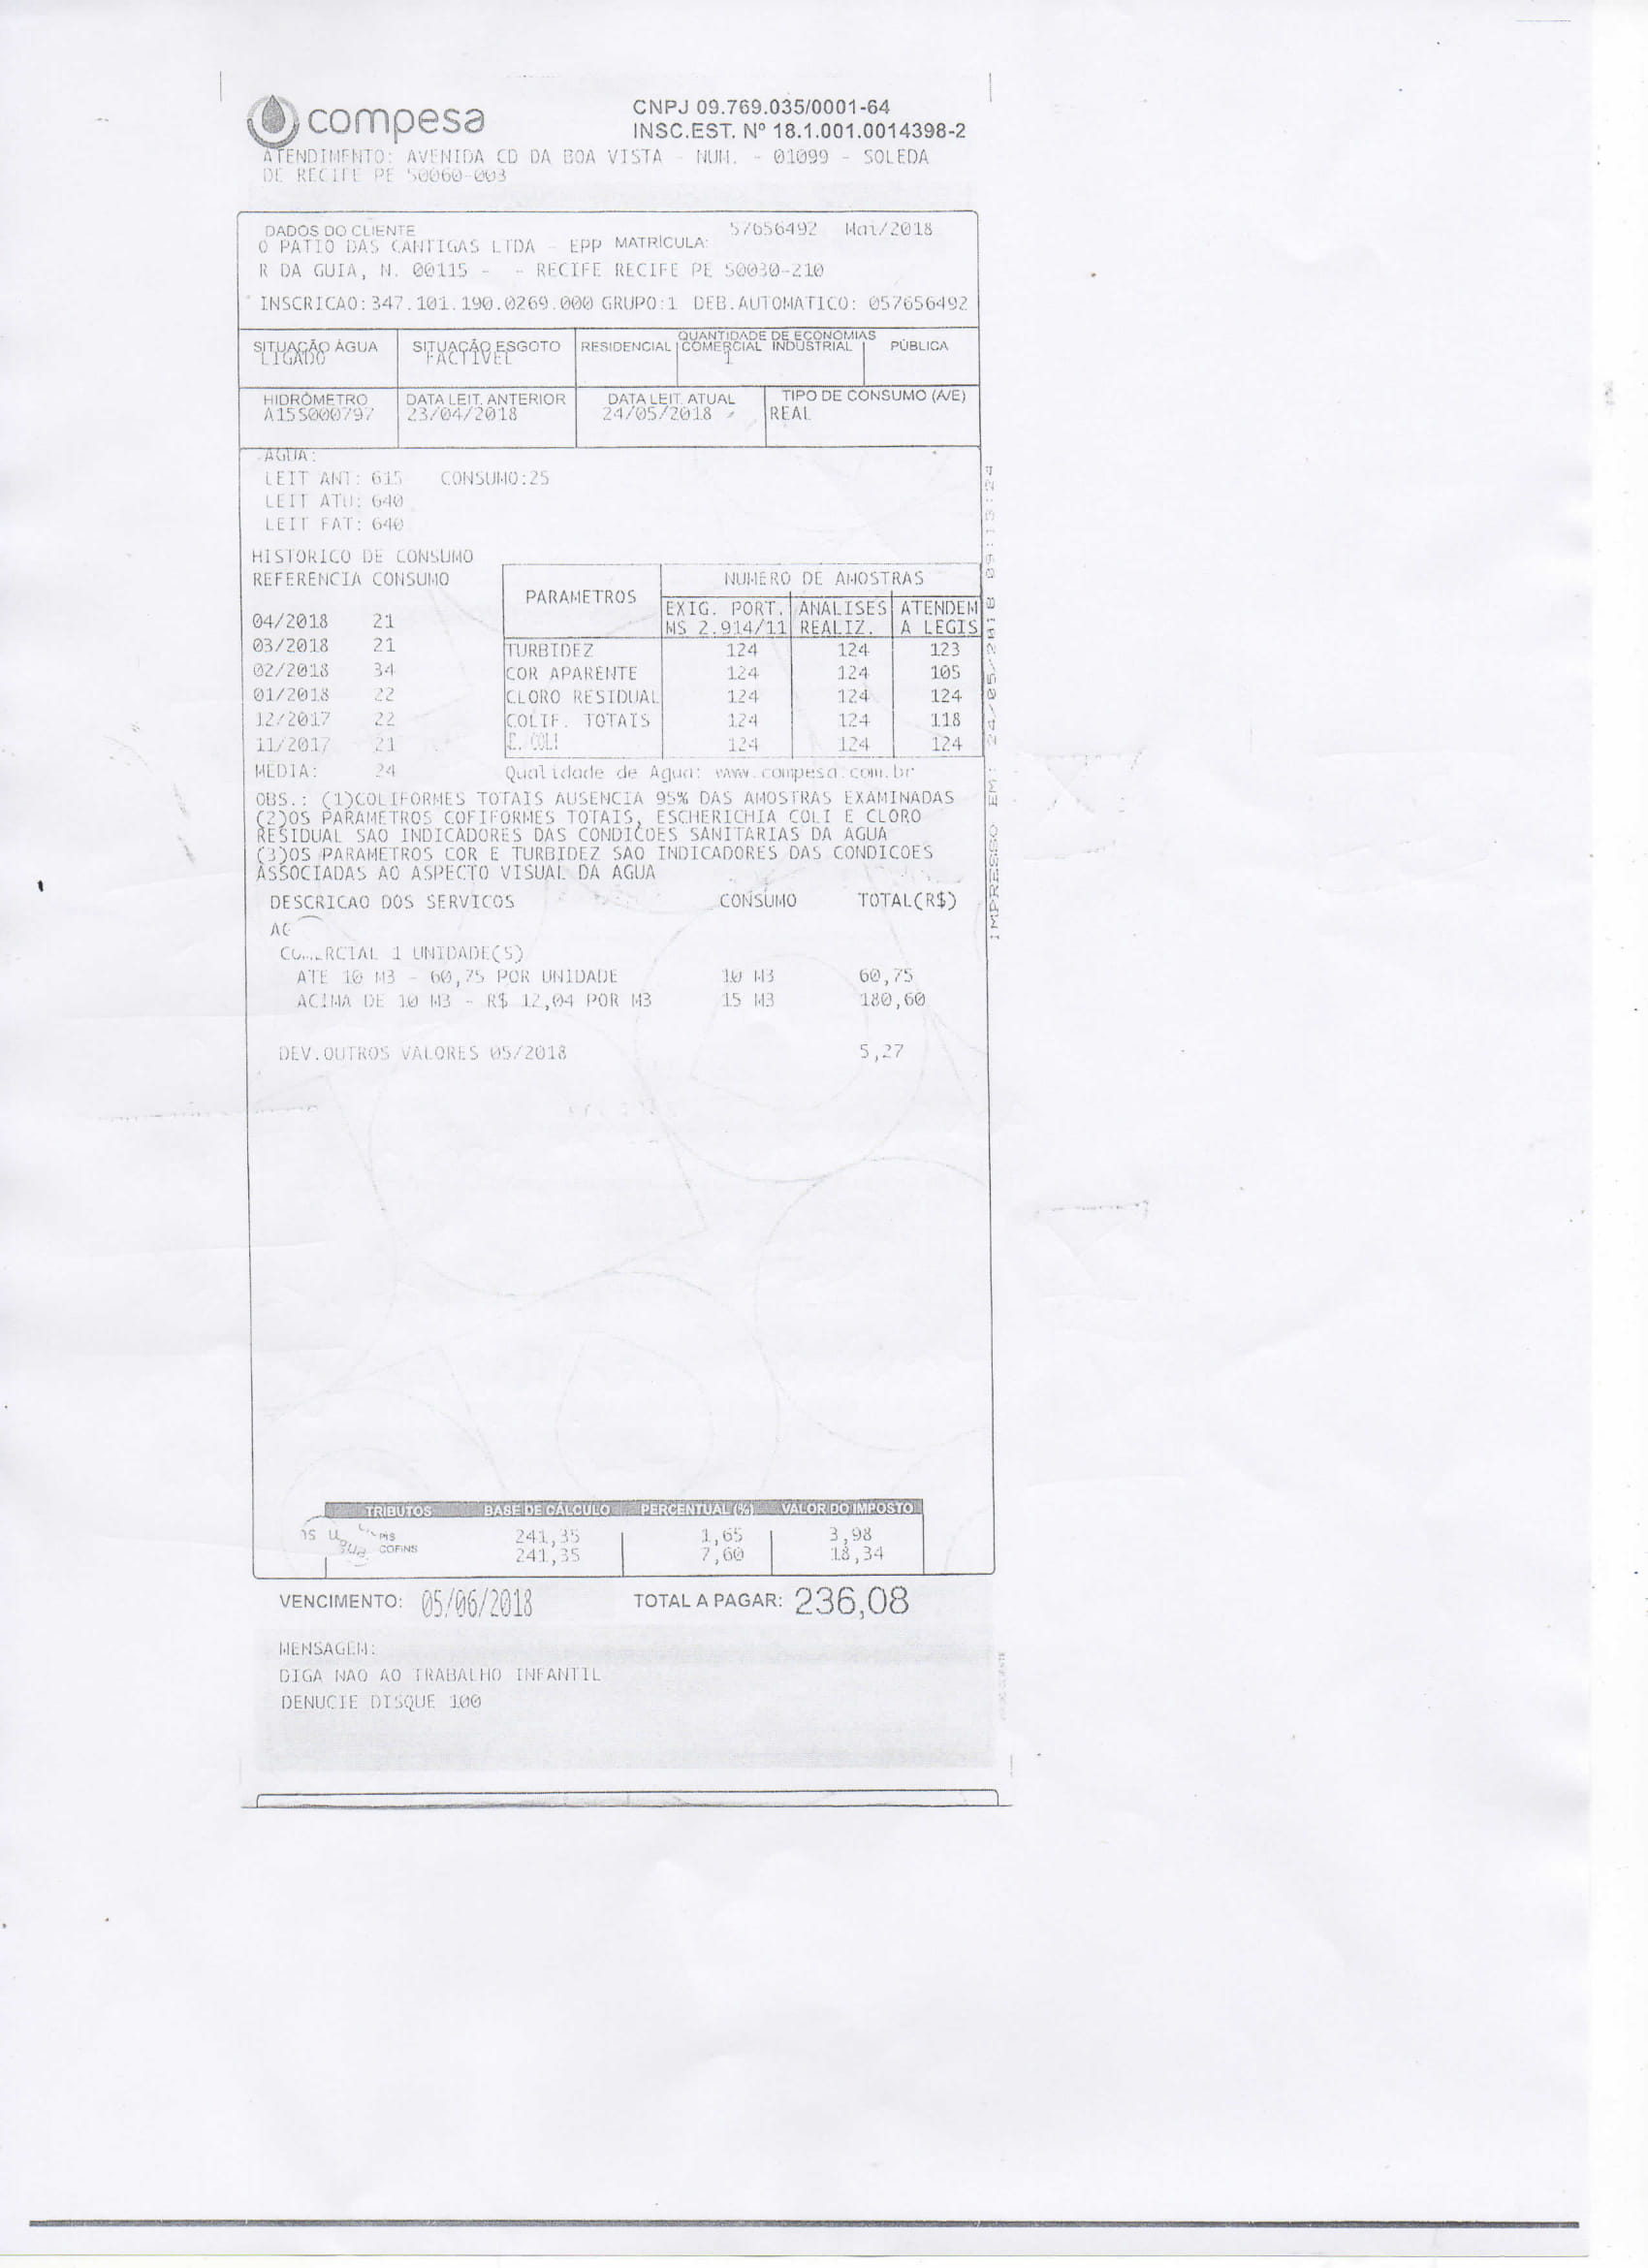 compesa
CNPJ 09.769.035/0001-64
INSC.EST. Nº 18.1.001.0014398-2
ATENDIMENTO: AVENIDA CD DA BOA VISTA - NUM. - 01099 - SOLEDA
DE RECIFE PE 50060-003
DADOS DO CLIENTE
57656492 Mai/2018
O PATIO DAS CANTIGAS LTDA - EPP MATRÍCULA:
R DA GUIA, N. 00115 - - RECIFE RECIFE PE 50030-210
INSCRICAO: 347.101.190.0269.000 GRUPO:1 DEB.AUTOMATICO: 057656492
SITUAÇÃO ÁGUA SITUAÇÃO ESGOTO QUANTIDADE DE ECONOMIAS
RESIDENCIAL COMERCIAL INDUSTRIAL PÚBLICA
LIGADO FACTIVEL 1
HIDRÔMETRO DATA LEIT. ANTERIOR DATA LEIT. ATUAL TIPO DE CONSUMO (A/E)
A15S000797 23/04/2018 24/05/2018 REAL
AGUA:
LEIT ANT: 615 CONSUMO:25
LEIT ATU: 640
LEIT FAT: 640
HISTORICO DE CONSUMO
REFERENCIA CONSUMO
04/2018 21
03/2018 21
02/2018 34
01/2018 22
12/2017 22
11/2017 21
MEDIA: 24
PARAMETROS NUMERO DE AMOSTRAS
EXIG. PORT. ANALISES ATENDEM
MS 2.914/11 REALIZ. A LEGIS
TURBIDEZ 124 124 123
COR APARENTE 124 124 105
CLORO RESIDUAL 124 124 124
COLIF. TOTAIS 124 124 118
E. COLI 124 124 124
Qualidade de Agua: www.compesa.com.br
IMPRESSO EM: 24/05/2018 09:13:24
OBS.: (1)COLIFORMES TOTAIS AUSENCIA 95% DAS AMOSTRAS EXAMINADAS
(2)OS PARAMETROS COFIFORMES TOTAIS, ESCHERICHIA COLI E CLORO
RESIDUAL SAO INDICADORES DAS CONDICOES SANITARIAS DA AGUA
(3)OS PARAMETROS COR E TURBIDEZ SAO INDICADORES DAS CONDICOES
ASSOCIADAS AO ASPECTO VISUAL DA AGUA
DESCRICAO DOS SERVICOS CONSUMO TOTAL(R$)
COMERCIAL 1 UNIDADE(S)
ATE 10 M3 - 60,75 POR UNIDADE 10 M3 60,75
ACIMA DE 10 M3 - R$ 12,04 POR M3 15 M3 180,60
DEV.OUTROS VALORES 05/2018 5,27
TRIBUTOS BASE DE CÁLCULO PERCENTUAL (%) VALOR DO IMPOSTO
PIS 241,35 1,65 3,98
COFINS 241,35 7,60 18,34
VENCIMENTO: 05/06/2018 TOTAL A PAGAR: 236,08
MENSAGEM:
DIGA NAO AO TRABALHO INFANTIL
DENUCIE DISQUE 100